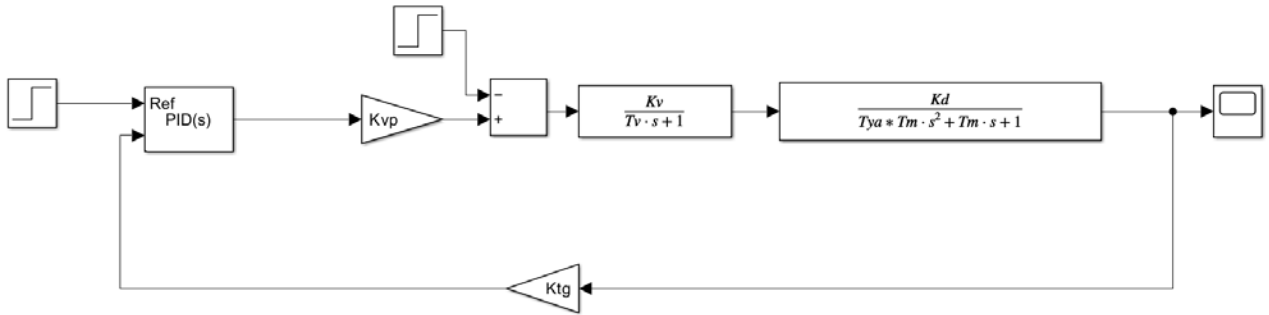 Ref
PID(s)
Kvp
−
+
Kv
Tv · s + 1
Kd
Tya * Tm · s² + Tm · s + 1
Ktg